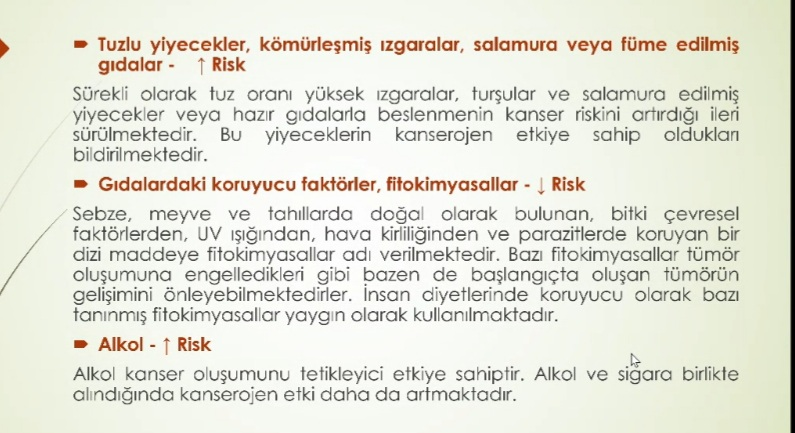 Tuzlu yiyecekler, kömürleşmiş ızgaralar, salamura veya füme edilmiş
gıdalar - ↑ Risk
Sürekli olarak tuz oranı yüksek ızgaralar, turşular ve salamura edilmiş
yiyecekler veya hazır gıdalarla beslenmenin kanser riskini artırdığı ileri
sürülmektedir. Bu yiyeceklerin kanserojen etkiye sahip oldukları
bildirilmektedir.
Gıdalardaki koruyucu faktörler, fitokimyasallar - ↓ Risk
Sebze, meyve ve tahıllarda doğal olarak bulunan, bitki çevresel
faktörlerden, UV ışığından, hava kirliliğinden ve parazitlerde koruyan bir
dizi maddeye fitokimyasallar adı verilmektedir. Bazı fitokimyasallar tümör
oluşumuna engelledikleri gibi bazen de başlangıçta oluşan tümörün
gelişimini önleyebilmektedirler. İnsan diyetlerinde koruyucu olarak bazı
tanınmış fitokimyasallar yaygın olarak kullanılmaktadır.
Alkol - ↑ Risk
Alkol kanser oluşumunu tetikleyici etkiye sahiptir. Alkol ve sigara birlikte
alındığında kanserojen etki daha da artmaktadır.